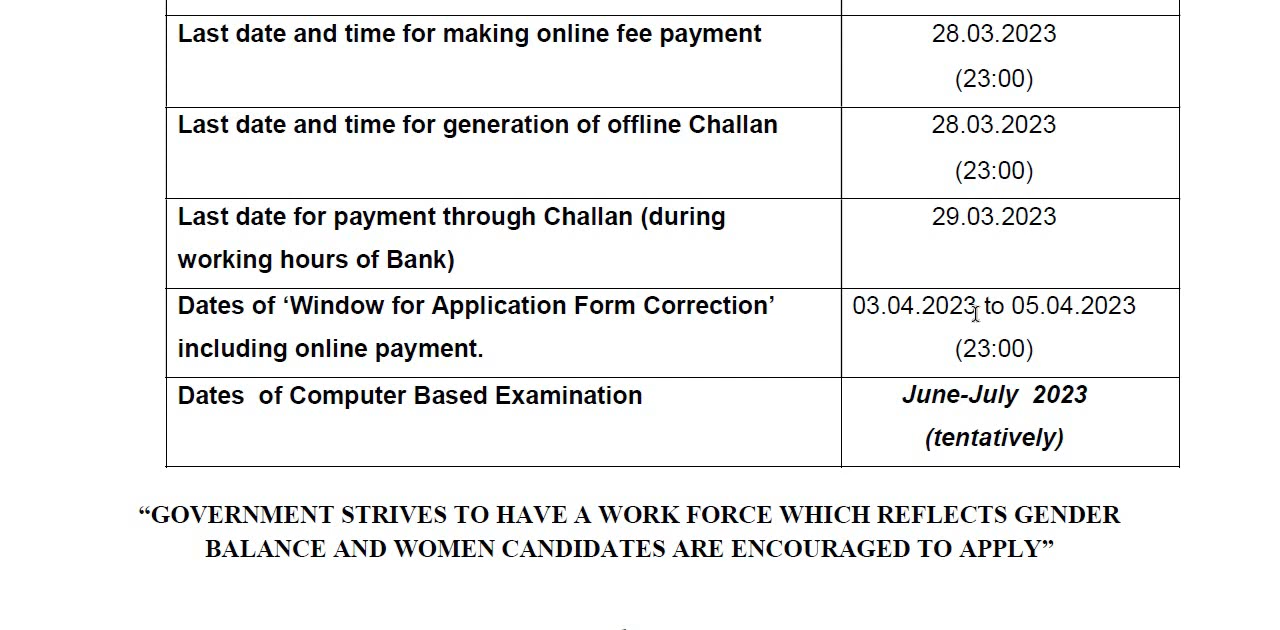 Last date and time for making online fee payment
28.03.2023
(23:00)
Last date and time for generation of offline Challan
28.03.2023
(23:00)
Last date for payment through Challan (during
working hours of Bank)
29.03.2023
Dates of ‘Window for Application Form Correction’
including online payment.
03.04.2023 to 05.04.2023
(23:00)
Dates  of Computer Based Examination
June-July  2023
(tentatively)
“GOVERNMENT STRIVES TO HAVE A WORK FORCE WHICH REFLECTS GENDER
BALANCE AND WOMEN CANDIDATES ARE ENCOURAGED TO APPLY”